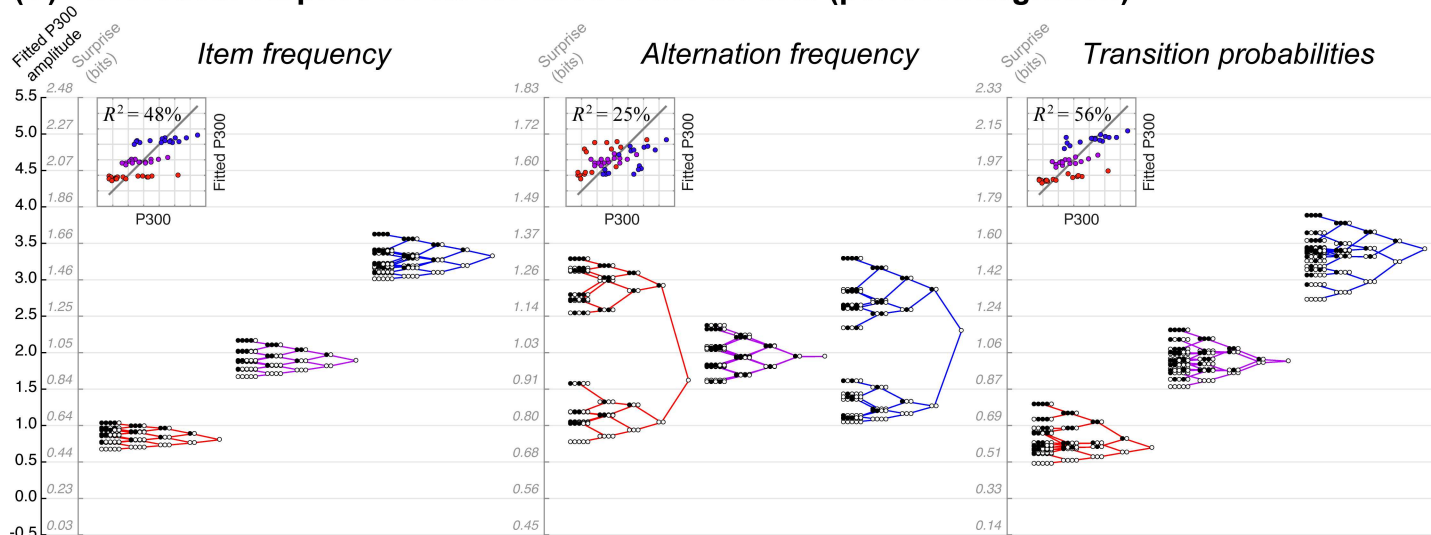 Fitted P300
amplitude
Surprise
(bits)
Item frequency
Surprise
(bits)
Alternation frequency
Surprise
(bits)
Transition probabilities
5.5
5.0
4.5
4.0
3.5
3.0
2.5
2.0
1.5
1.0
0.5
0.0
-0.5
2.48
2.27
2.07
1.86
1.66
1.46
1.25
1.05
0.84
0.64
0.44
0.23
0.03
R² = 48%
Fitted P300
P300
1.83
1.72
1.60
1.49
1.37
1.26
1.14
1.03
0.91
0.80
0.68
0.56
0.45
R² = 25%
Fitted P300
P300
2.33
2.15
1.97
1.79
1.60
1.42
1.24
1.06
0.87
0.69
0.51
0.33
0.14
R² = 56%
Fitted P300
P300